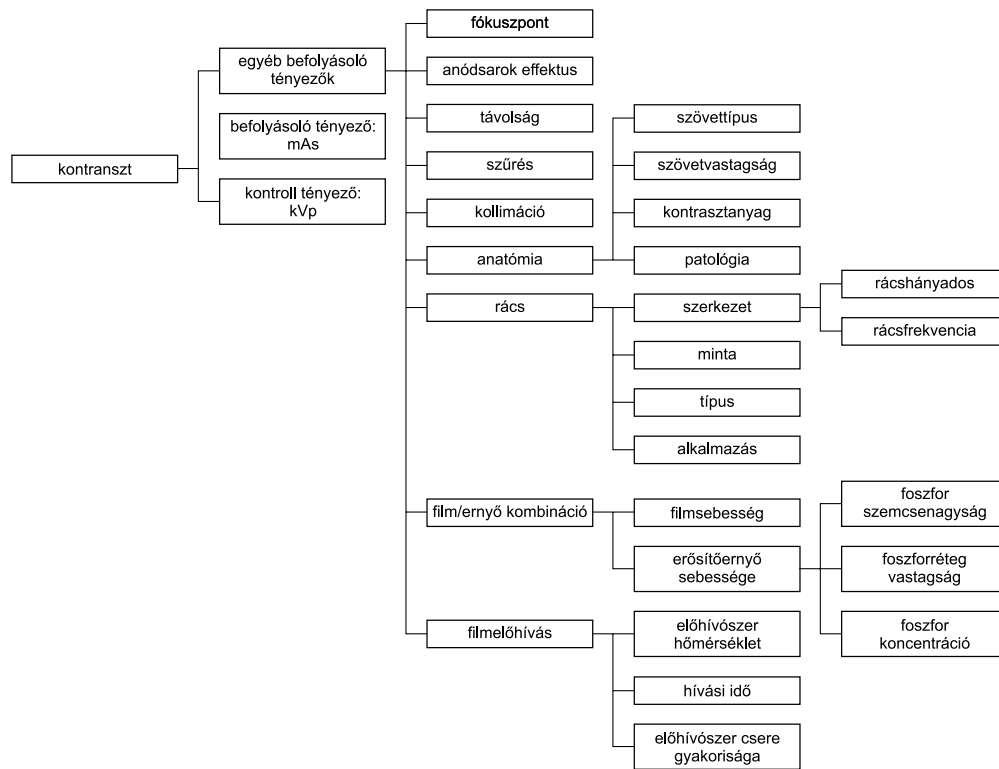 kontranszt
egyéb befolyásoló
tényezők
befolyásoló tényező:
mAs
kontroll tényező:
kVp
fókuszpont
anódsarok effektus
távolság
szűrés
kollimáció
anatómia
szövettípus
szövetvastagság
kontrasztanyag
patológia
rács
szerkezet
rácshányados
rácsfrekvencia
minta
típus
alkalmazás
film/ernyő kombináció
filmsebesség
erősítőernyő
sebessége
foszfor
szemcsenagyság
foszforréteg
vastagság
foszfor
koncentráció
filmelőhívás
előhívószer
hőmérséklet
hívási idő
előhívószer csere
gyakorisága